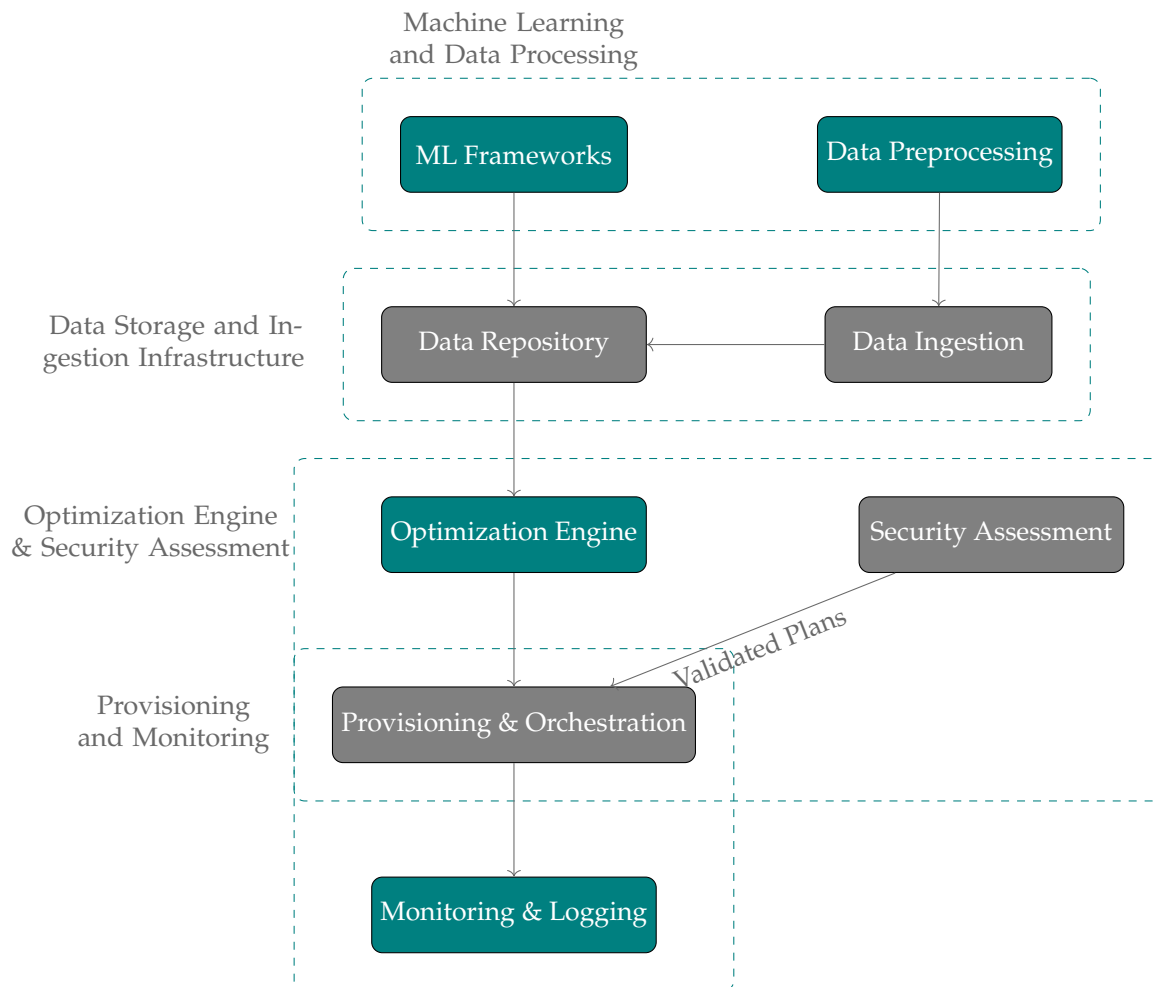 Machine Learning
and Data Processing
ML Frameworks
Data Preprocessing
Data Storage and In-
gestion Infrastructure
Data Repository
Data Ingestion
Optimization Engine
& Security Assessment
Optimization Engine
Security Assessment
Validated Plans
Provisioning
and Monitoring
Provisioning & Orchestration
Monitoring & Logging